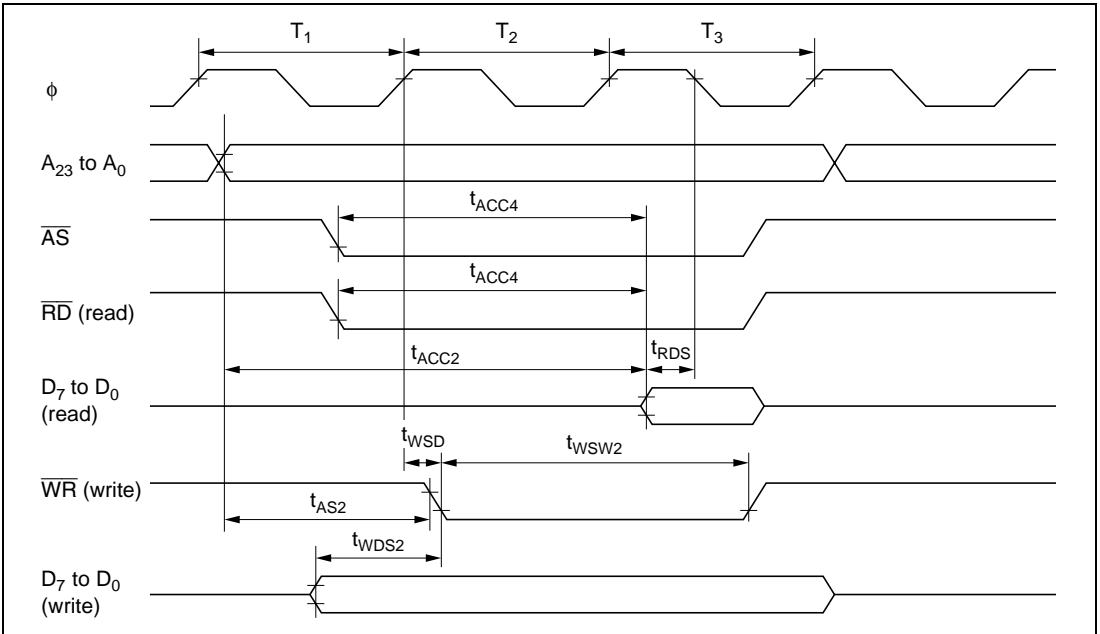 T1 T2 T3
ϕ
A23 to A0
tACC4
AS
tACC4
RD (read)
tACC2 tRDS
D7 to D0
(read)
tWSD tWSW2
WR (write)
tAS2
tWDS2
D7 to D0
(write)